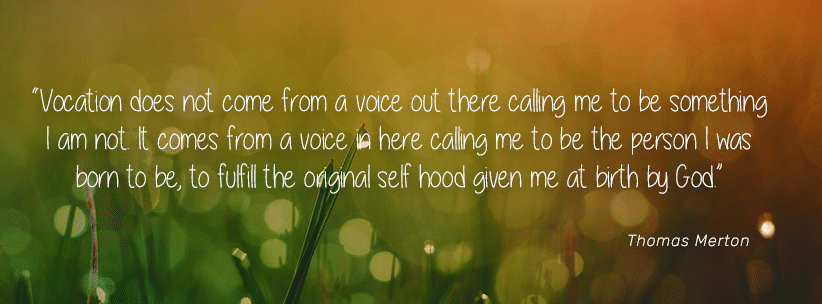 "Vocation does not come from a voice out there calling me to be something
I am not. It comes from a voice in here calling me to be the person I was
born to be, to fulfill the original self hood given me at birth by God."
Thomas Merton